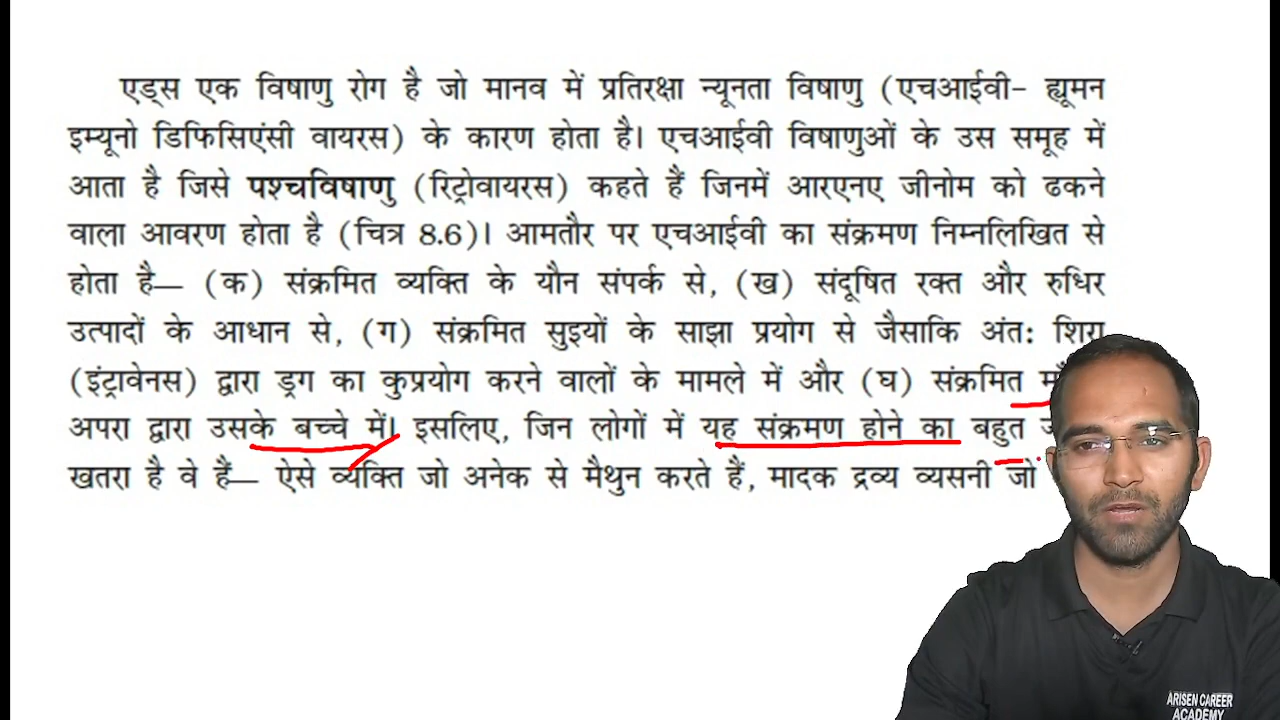 एड्स एक विषाणु रोग है जो मानव में प्रतिरक्षा न्यूनता विषाणु (एचआईवी– ह्यूमन
इम्यूनो डिफिसिएंसी वायरस) के कारण होता है। एचआईवी विषाणुओं के उस समूह में
आता है जिसे पश्चविषाणु (रिट्रोवायरस) कहते हैं जिनमें आरएनए जीनोम को ढकने
वाला आवरण होता है (चित्र 8.6)। आमतौर पर एचआईवी का संक्रमण निम्नलिखित से
होता है— (क) संक्रमित व्यक्ति के यौन संपर्क से, (ख) संदूषित रक्त और रुधिर
उत्पादों के आधान से, (ग) संक्रमित सुइयों के साझा प्रयोग से जैसाकि अंत: शिरा
(इंट्रावेनस) द्वारा ड्रग का कुप्रयोग करने वालों के मामले में और (घ) संक्रमित
अपरा द्वारा उसके बच्चे में। इसलिए, जिन लोगों में यह संक्रमण होने का बहुत
खतरा है वे हैं— ऐसे व्यक्ति जो अनेक से मैथुन करते हैं, मादक द्रव्य व्यसनी जो
ARISEN CAREER
ACADEMY